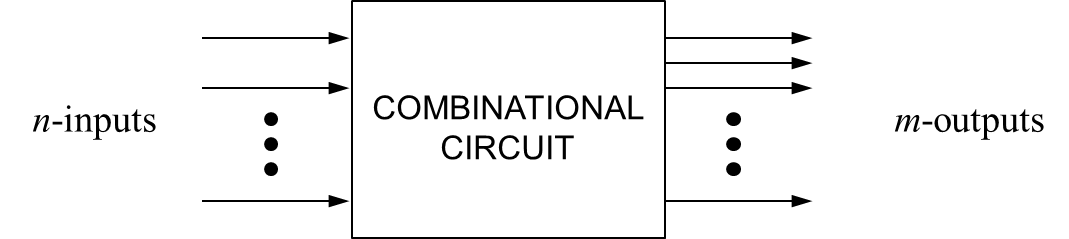 n-inputs
COMBINATIONAL
CIRCUIT
m-outputs